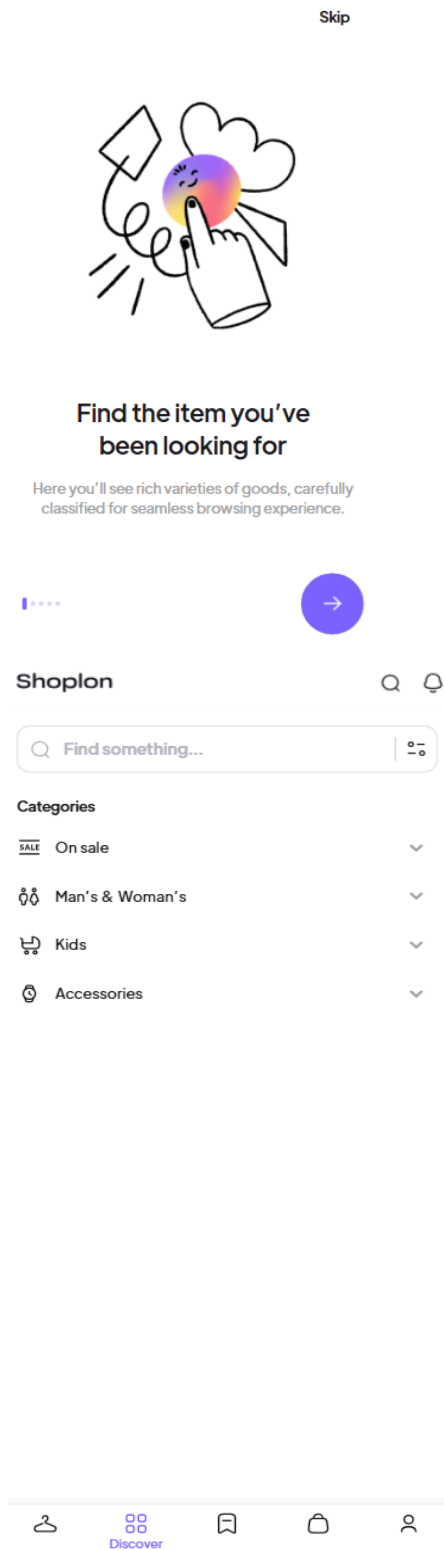 Skip
Find the item you’ve
been looking for
Here you’ll see rich varieties of goods, carefully
classified for seamless browsing experience.
Shoplon
Find something...
Categories
SALE On sale
Man’s & Woman’s
Kids
Accessories
Discover